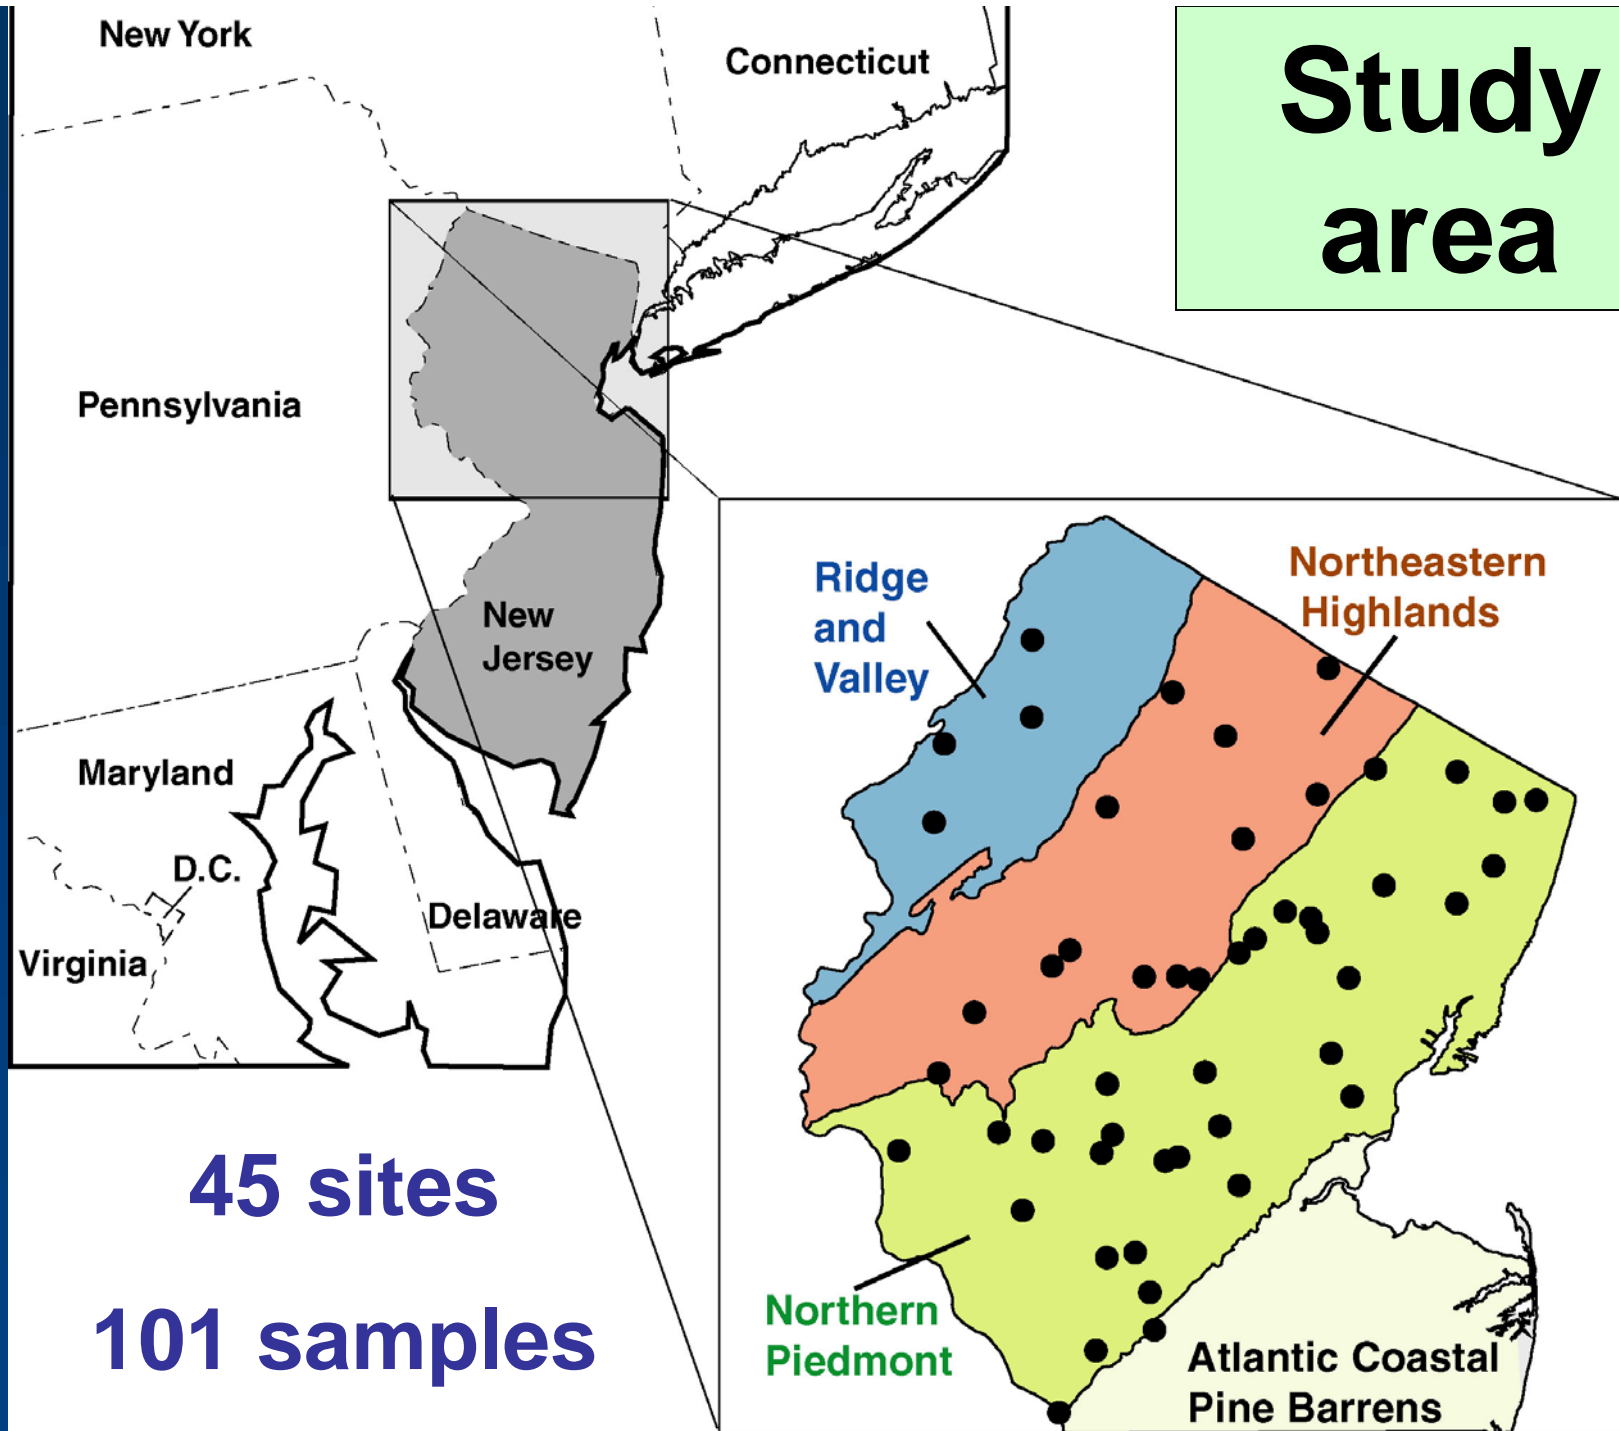 Study
area
New York
Connecticut
Pennsylvania
New
Jersey
Maryland
D.C.
Delaware
Virginia
Ridge
and
Valley
Northeastern
Highlands
Northern
Piedmont
Atlantic Coastal
Pine Barrens
45 sites
101 samples